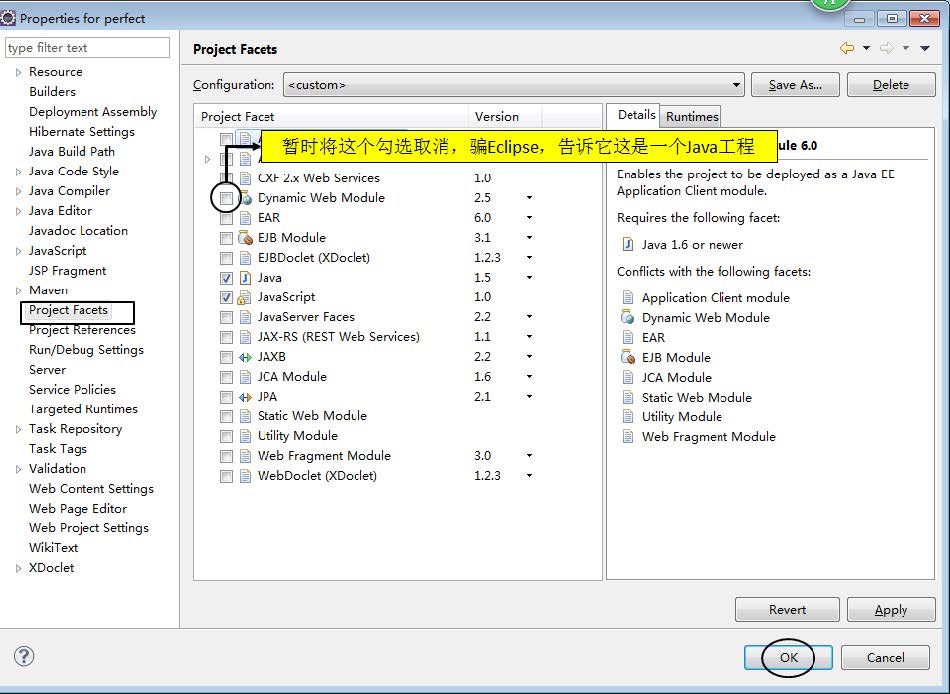 Properties for perfect
type filter text
Resource
Builders
Deployment Assembly
Hibernate Settings
Java Build Path
Java Code Style
Java Compiler
Java Editor
Javadoc Location
JavaScript
JSP Fragment
Maven
Project Facets
Project References
Run/Debug Settings
Server
Service Policies
Targeted Runtimes
Task Repository
Task Tags
Validation
Web Content Settings
Web Page Editor
Web Project Settings
WikiText
XDoclet
Project Facets
Configuration: <custom> Save As... Delete
Project Facet Version
暂时将这个勾选取消，骗Eclipse，告诉它这是一个Java工程
CXF 2.x Web Services 1.0
Dynamic Web Module 2.5
EAR 6.0
EJB Module 3.1
EJBDoclet (XDoclet) 1.2.3
Java 1.5
JavaScript 1.0
JavaServer Faces 2.2
JAX-RS (REST Web Services) 1.1
JAXB 2.2
JCA Module 1.6
JPA 2.1
Static Web Module
Utility Module
Web Fragment Module 3.0
WebDoclet (XDoclet) 1.2.3
Details Runtimes
ule 6.0
Enables the project to be deployed as a Java EE
Application Client module.
Requires the following facet:
Java 1.6 or newer
Conflicts with the following facets:
Application Client module
Dynamic Web Module
EAR
EJB Module
JCA Module
Static Web Module
Utility Module
Web Fragment Module
Revert Apply
OK Cancel